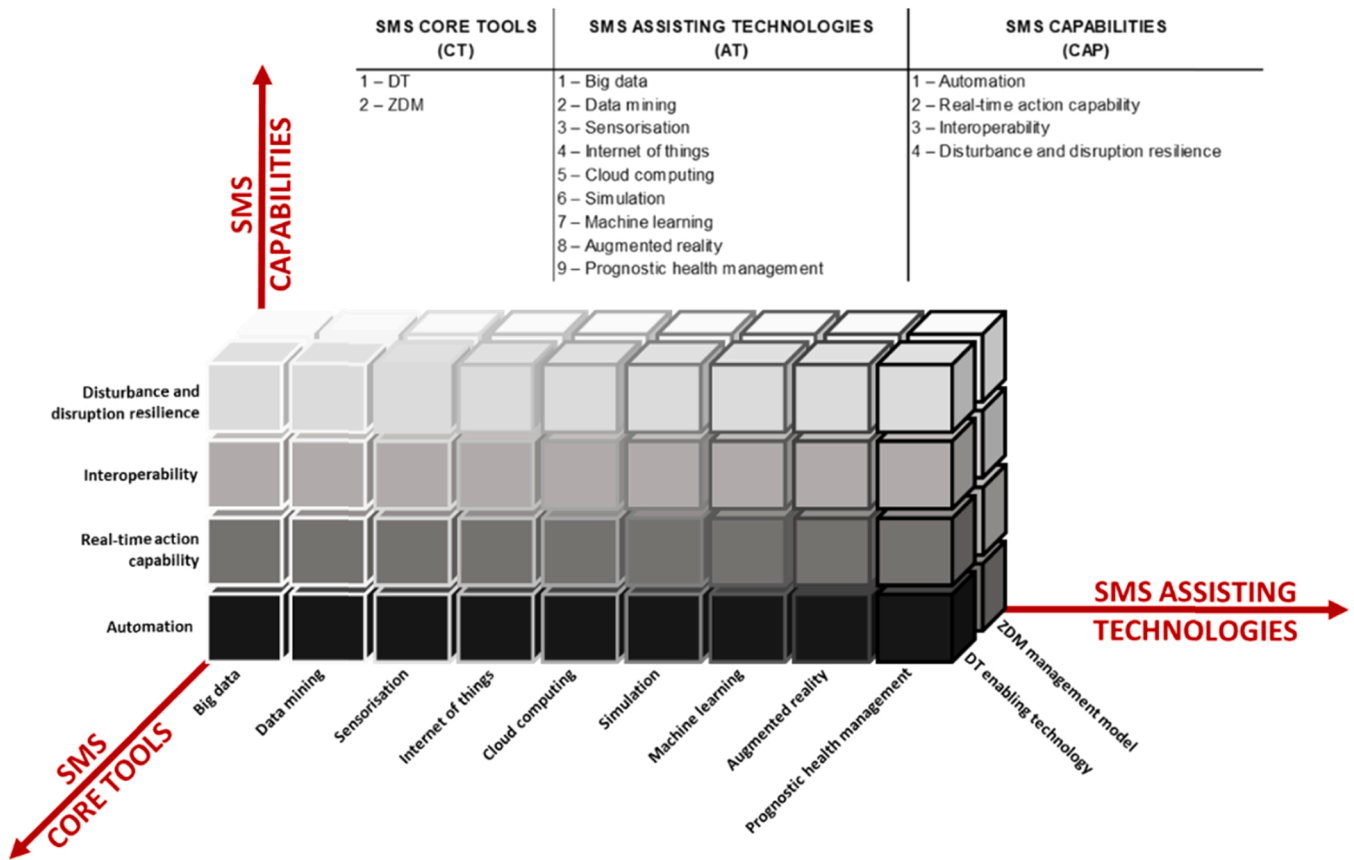 SMS CORE TOOLS
(CT)
SMS ASSISTING TECHNOLOGIES
(AT)
SMS CAPABILITIES
(CAP)
1 – DT
2 – ZDM
1 – Big data
2 – Data mining
3 – Sensorisation
4 – Internet of things
5 – Cloud computing
6 – Simulation
7 – Machine learning
8 – Augmented reality
9 – Prognostic health management
1 – Automation
2 – Real-time action capability
3 – Interoperability
4 – Disturbance and disruption resilience
SMS
CAPABILITIES
Disturbance and
disruption resilience
Interoperability
Real-time action
capability
Automation
SMS ASSISTING
TECHNOLOGIES
SMS
CORE TOOLS
Big data
Data mining
Sensorisation
Internet of things
Cloud computing
Simulation
Machine learning
Augmented reality
Prognostic health management
DT enabling technology
ZDM management model